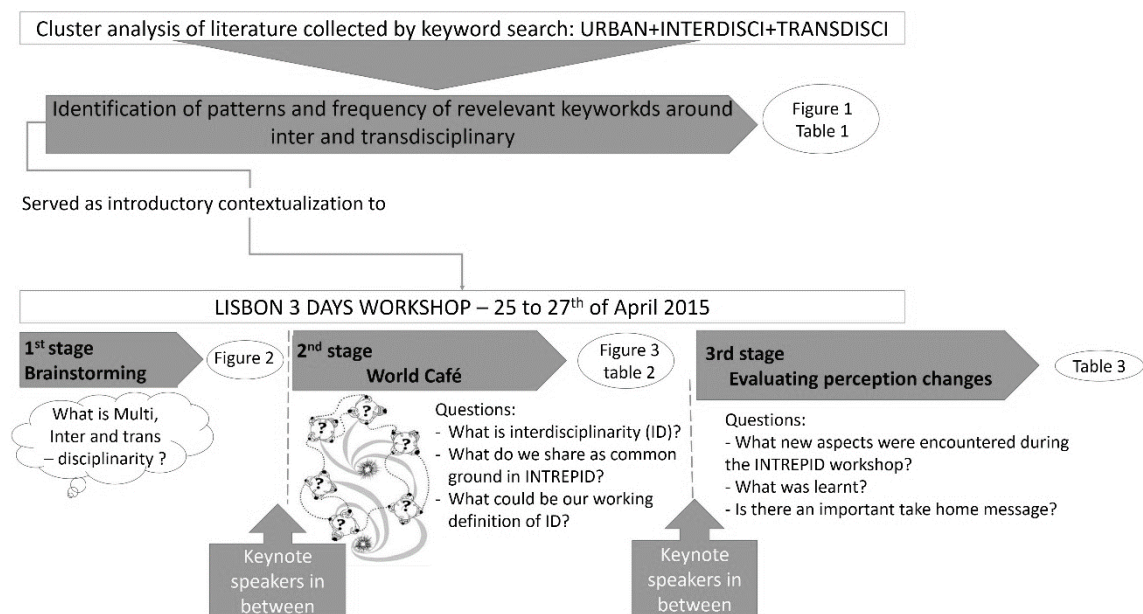 Cluster analysis of literature collected by keyword search: URBAN+INTERDISCI+TRANSDISCI
Identification of patterns and frequency of revelevant keyworkds around
inter and transdisciplinary
Figure 1
Table 1
Served as introductory contextualization to
LISBON 3 DAYS WORKSHOP – 25 to 27th of April 2015
1st stage
Brainstorming
Figure 2
What is Multi,
Inter and trans
– disciplinarity ?
2nd stage
World Café
Figure 3
table 2
? ? ? ? ? ?
Questions:
- What is interdisciplinarity (ID)?
- What do we share as common
ground in INTREPID?
- What could be our working
definition of ID?
Keynote
speakers in
between
3rd stage
Evaluating perception changes
Table 3
Questions:
- What new aspects were encountered during
the INTREPID workshop?
- What was learnt?
- Is there an important take home message?
Keynote
speakers in
between